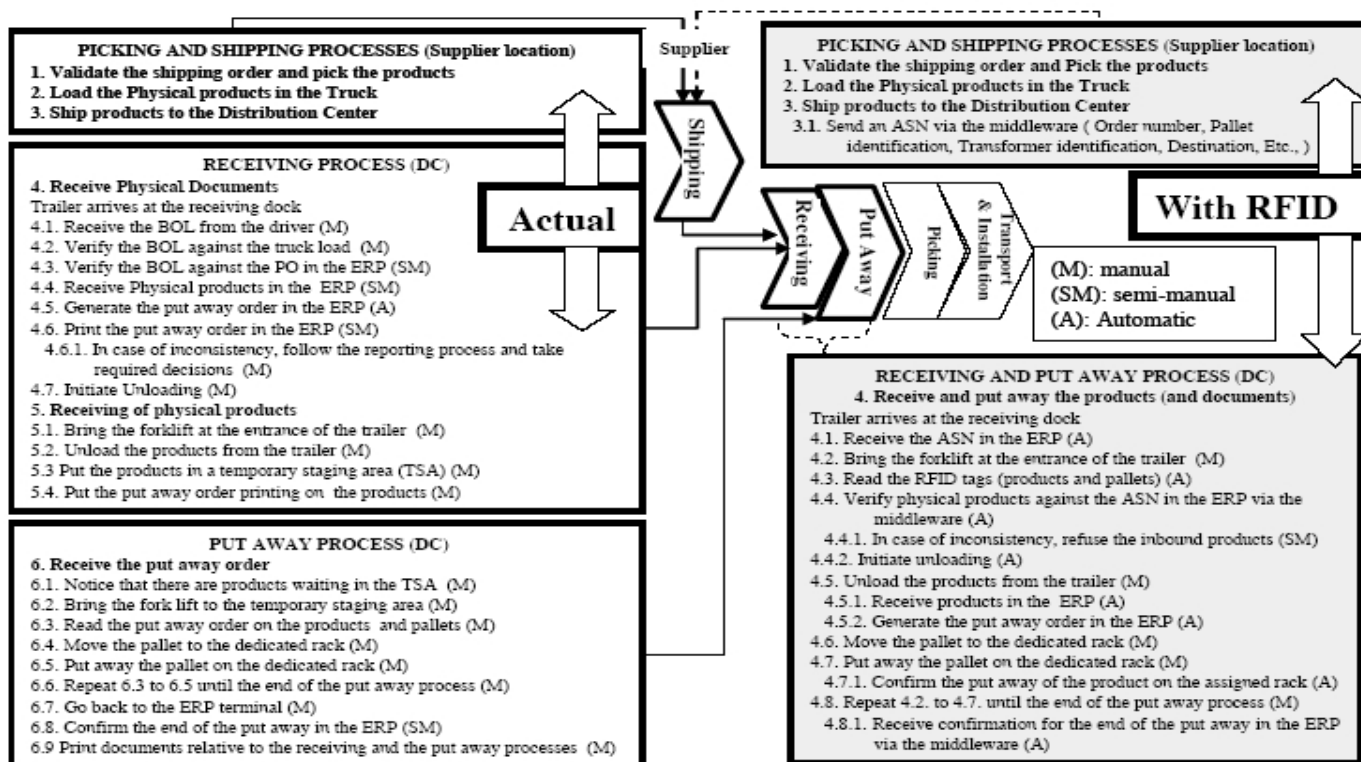 PICKING AND SHIPPING PROCESSES (Supplier location)
1. Validate the shipping order and pick the products
2. Load the Physical products in the Truck
3. Ship products to the Distribution Center
RECEIVING PROCESS (DC)
4. Receive Physical Documents
Trailer arrives at the receiving dock
4.1. Receive the BOL from the driver (M)
4.2. Verify the BOL against the truck load (M)
4.3. Verify the BOL against the PO in the ERP (SM)
4.4. Receive Physical products in the ERP (SM)
4.5. Generate the put away order in the ERP (A)
4.6. Print the put away order in the ERP (SM)
4.6.1. In case of inconsistency, follow the reporting process and take
required decisions (M)
4.7. Initiate Unloading (M)
5. Receiving of physical products
5.1. Bring the forklift at the entrance of the trailer (M)
5.2. Unload the products from the trailer (M)
5.3 Put the products in a temporary staging area (TSA) (M)
5.4. Put the put away order printing on the products (M)
PUT AWAY PROCESS (DC)
6. Receive the put away order
6.1. Notice that there are products waiting in the TSA (M)
6.2. Bring the fork lift to the temporary staging area (M)
6.3. Read the put away order on the products and pallets (M)
6.4. Move the pallet to the dedicated rack (M)
6.5. Put away the pallet on the dedicated rack (M)
6.6. Repeat 6.3 to 6.5 until the end of the put away process (M)
6.7. Go back to the ERP terminal (M)
6.8. Confirm the end of the put away in the ERP (SM)
6.9 Print documents relative to the receiving and the put away processes (M)
Actual
Supplier
Shipping
Receiving
Put Away
Picking
Transport
& Installation
PICKING AND SHIPPING PROCESSES (Supplier location)
1. Validate the shipping order and Pick the products
2. Load the Physical products in the Truck
3. Ship products to the Distribution Center
3.1. Send an ASN via the middleware ( Order number, Pallet
identification, Transformer identification, Destination, Etc., )
With RFID
(M): manual
(SM): semi-manual
(A): Automatic
RECEIVING AND PUT AWAY PROCESS (DC)
4. Receive and put away the products (and documents)
Trailer arrives at the receiving dock
4.1. Receive the ASN in the ERP (A)
4.2. Bring the forklift at the entrance of the trailer (M)
4.3. Read the RFID tags (products and pallets) (A)
4.4. Verify physical products against the ASN in the ERP via the
middleware (A)
4.4.1. In case of inconsistency, refuse the inbound products (SM)
4.4.2. Initiate unloading (A)
4.5. Unload the products from the trailer (M)
4.5.1. Receive products in the ERP (A)
4.5.2. Generate the put away order in the ERP (A)
4.6. Move the pallet to the dedicated rack (M)
4.7. Put away the pallet on the dedicated rack (M)
4.7.1. Confirm the put away of the product on the assigned rack (A)
4.8. Repeat 4.2. to 4.7. until the end of the put away process (M)
4.8.1. Receive confirmation for the end of the put away in the ERP
via the middleware (A)